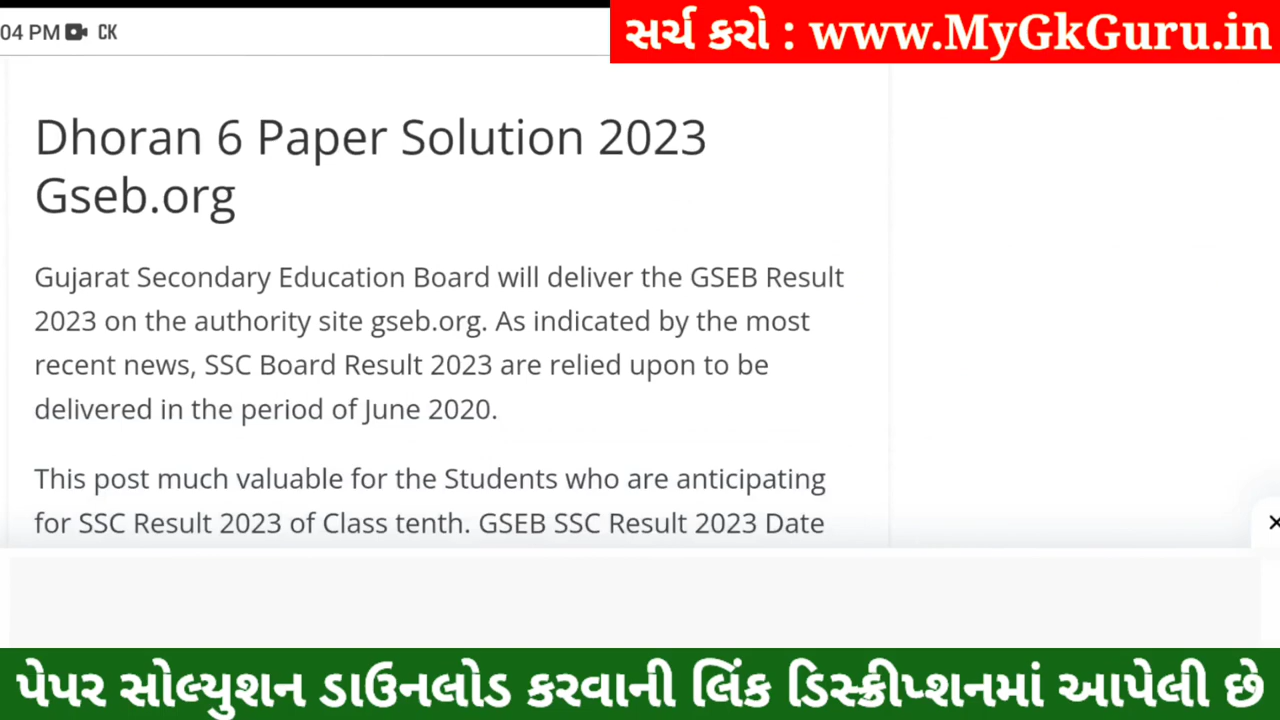 04 PM CK
સર્ચ કરો : www.MyGkGuru.in
Dhoran 6 Paper Solution 2023
Gseb.org
Gujarat Secondary Education Board will deliver the GSEB Result
2023 on the authority site gseb.org. As indicated by the most
recent news, SSC Board Result 2023 are relied upon to be
delivered in the period of June 2020.
This post much valuable for the Students who are anticipating
for SSC Result 2023 of Class tenth. GSEB SSC Result 2023 Date
પેપર સોલ્યુશન ડાઉનલોડ કરવાની લિંક ડિસ્ક્રીપ્શનમાં આપેલી છે